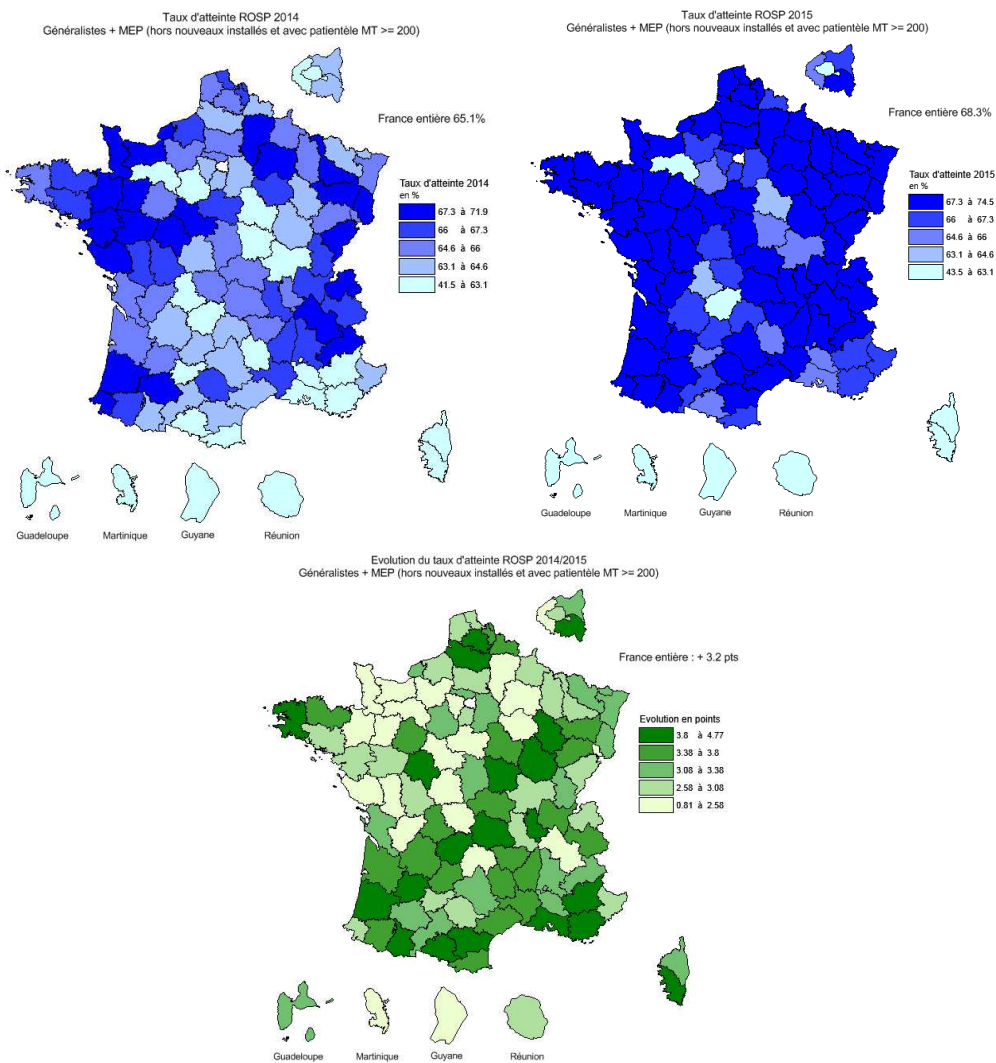 Taux d'atteinte ROSP 2014
Généralistes + MEP (hors nouveaux installés et avec patientèle MT >= 200)
France entière 65.1%
Taux d'atteinte 2014
en %
67.3 à 71.9
66 à 67.3
64.6 à 66
63.1 à 64.6
41.5 à 63.1
Guadeloupe
Martinique
Guyane
Réunion
Taux d'atteinte ROSP 2015
Généralistes + MEP (hors nouveaux installés et avec patientèle MT >= 200)
France entière 68.3%
Taux d'atteinte 2015
en %
67.3 à 74.5
66 à 67.3
64.6 à 66
63.1 à 64.6
43.5 à 63.1
Guadeloupe
Martinique
Guyane
Réunion
Evolution du taux d'atteinte ROSP 2014/2015
Généralistes + MEP (hors nouveaux installés et avec patientèle MT >= 200)
France entière : + 3.2 pts
Evolution en points
3.8 à 4.77
3.38 à 3.8
3.08 à 3.38
2.58 à 3.08
0.81 à 2.58
Guadeloupe
Martinique
Guyane
Réunion